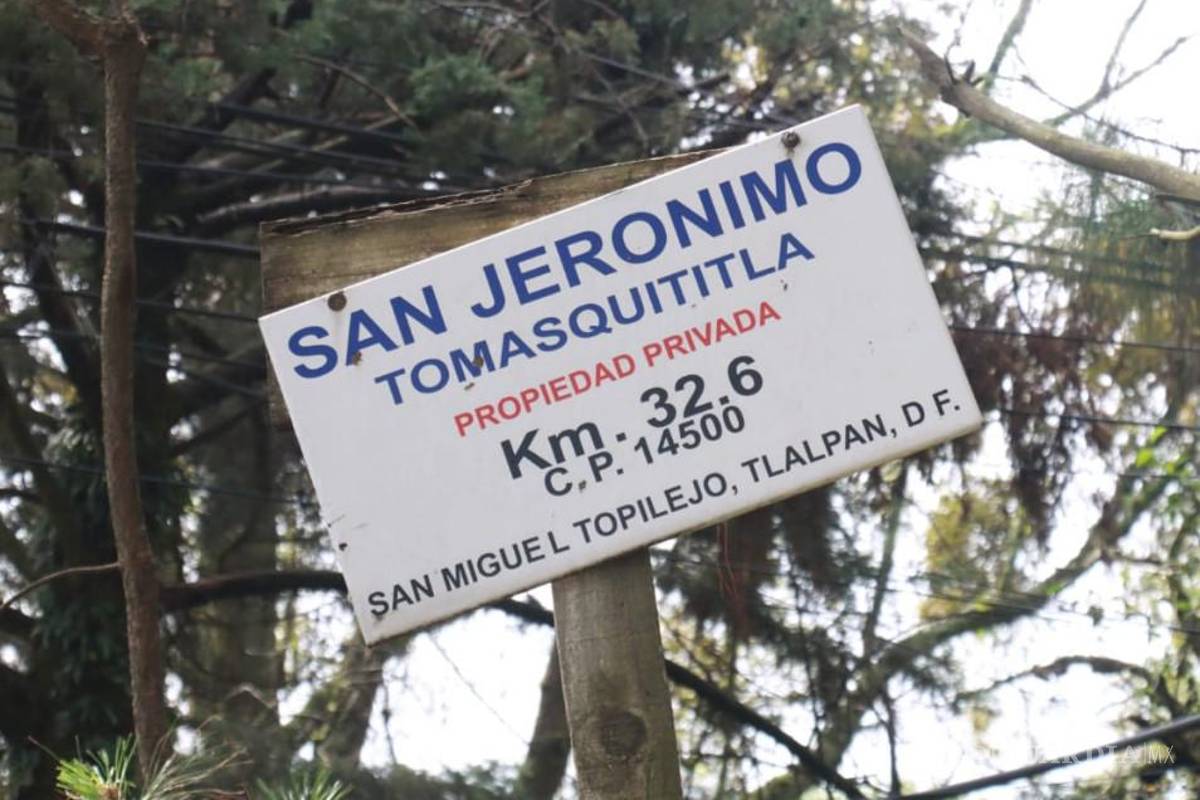 SAN JERONIMO
TOMASQUITITLA
PROPIEDAD PRIVADA
Km. 32.6
C.P. 14500
SAN MIGUEL TOPILEJO, TLALPAN, D F.